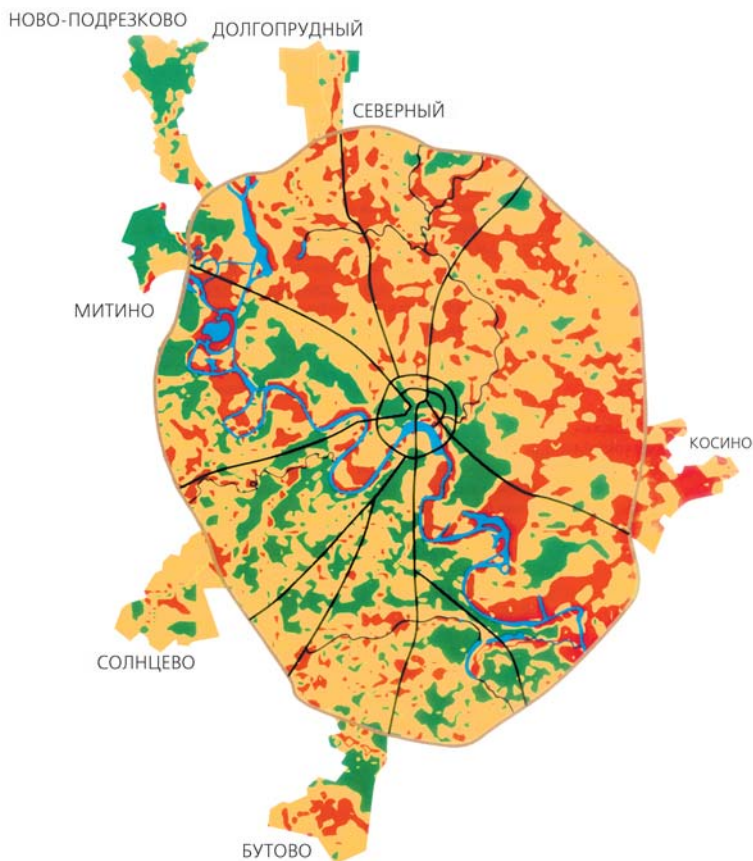 НОВО-ПОДРЕЗКОВО
ДОЛГОПРУДНЫЙ
СЕВЕРНЫЙ
МИТИНО
КОСИНО
СОЛНЦЕВО
БУТОВО